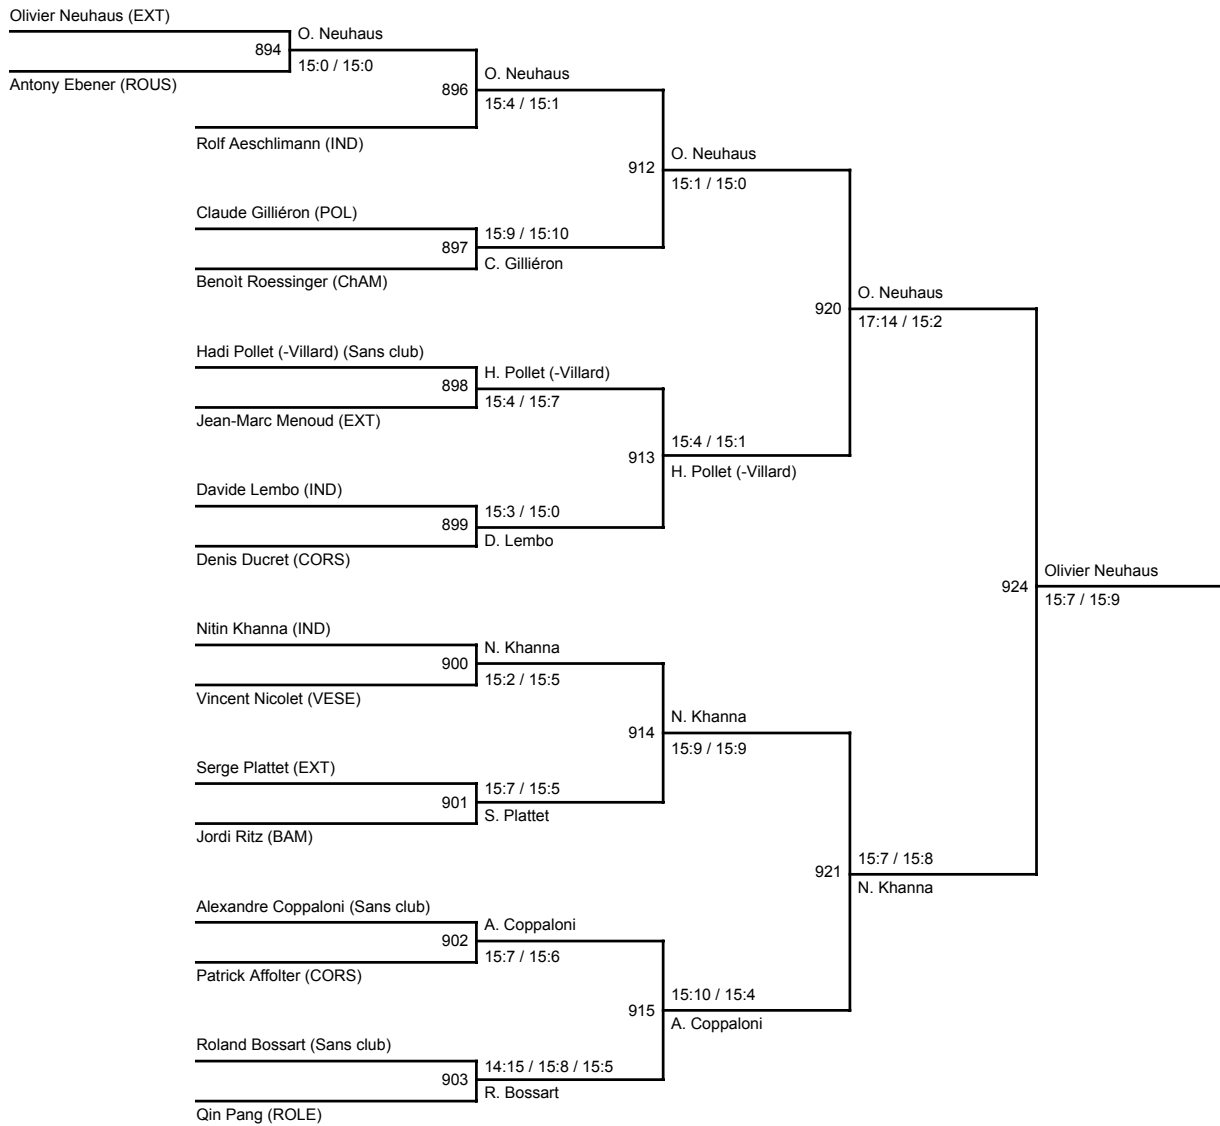 Olivier Neuhaus (EXT)
894
O. Neuhaus
15:0 / 15:0
Antony Ebener (ROUS)
896
O. Neuhaus
15:4 / 15:1
Rolf Aeschlimann (IND)
912
O. Neuhaus
15:1 / 15:0
Claude Gilliéron (POL)
897
15:9 / 15:10
C. Gilliéron
Benoìt Roessinger (ChAM)
920
O. Neuhaus
17:14 / 15:2
Hadi Pollet (-Villard) (Sans club)
898
H. Pollet (-Villard)
15:4 / 15:7
Jean-Marc Menoud (EXT)
913
15:4 / 15:1
H. Pollet (-Villard)
Davide Lembo (IND)
899
15:3 / 15:0
D. Lembo
Denis Ducret (CORS)
924
Olivier Neuhaus
15:7 / 15:9
Nitin Khanna (IND)
900
N. Khanna
15:2 / 15:5
Vincent Nicolet (VESE)
914
N. Khanna
15:9 / 15:9
Serge Plattet (EXT)
901
15:7 / 15:5
S. Plattet
Jordi Ritz (BAM)
921
15:7 / 15:8
N. Khanna
Alexandre Coppaloni (Sans club)
902
A. Coppaloni
15:7 / 15:6
Patrick Affolter (CORS)
915
15:10 / 15:4
A. Coppaloni
Roland Bossart (Sans club)
903
14:15 / 15:8 / 15:5
R. Bossart
Qin Pang (ROLE)